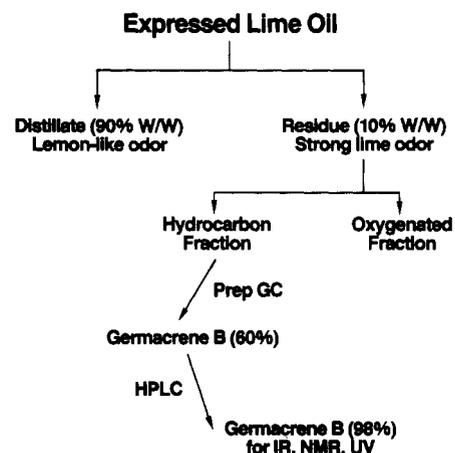 Expressed Lime Oil
Distillate (90% W/W)
Lemon-like odor
Residue (10% W/W)
Strong lime odor
Hydrocarbon
Fraction
Oxygenated
Fraction
Prep GC
Germacrene B (60%)
HPLC
Germacrene B (98%)
for IR, NMR, UV